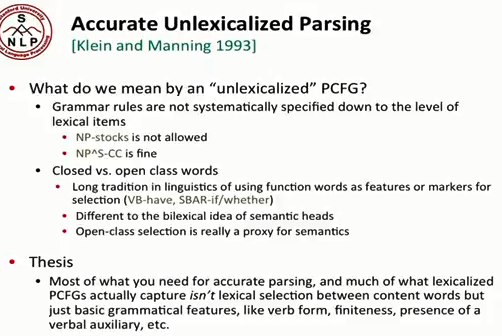 Accurate Unlexicalized Parsing
[Klein and Manning 1993]
S
NLP
• What do we mean by an “unlexicalized” PCFG?
• Grammar rules are not systematically specified down to the level of
lexical items
• NP-stocks is not allowed
• NP^S-CC is fine
• Closed vs. open class words
• Long tradition in linguistics of using function words as features or markers for
selection (VB-have, SBAR-if/whether)
• Different to the bilexical idea of semantic heads
• Open-class selection is really a proxy for semantics
• Thesis
• Most of what you need for accurate parsing, and much of what lexicalized
PCFGs actually capture isn’t lexical selection between content words but
just basic grammatical features, like verb form, finiteness, presence of a
verbal auxiliary, etc.